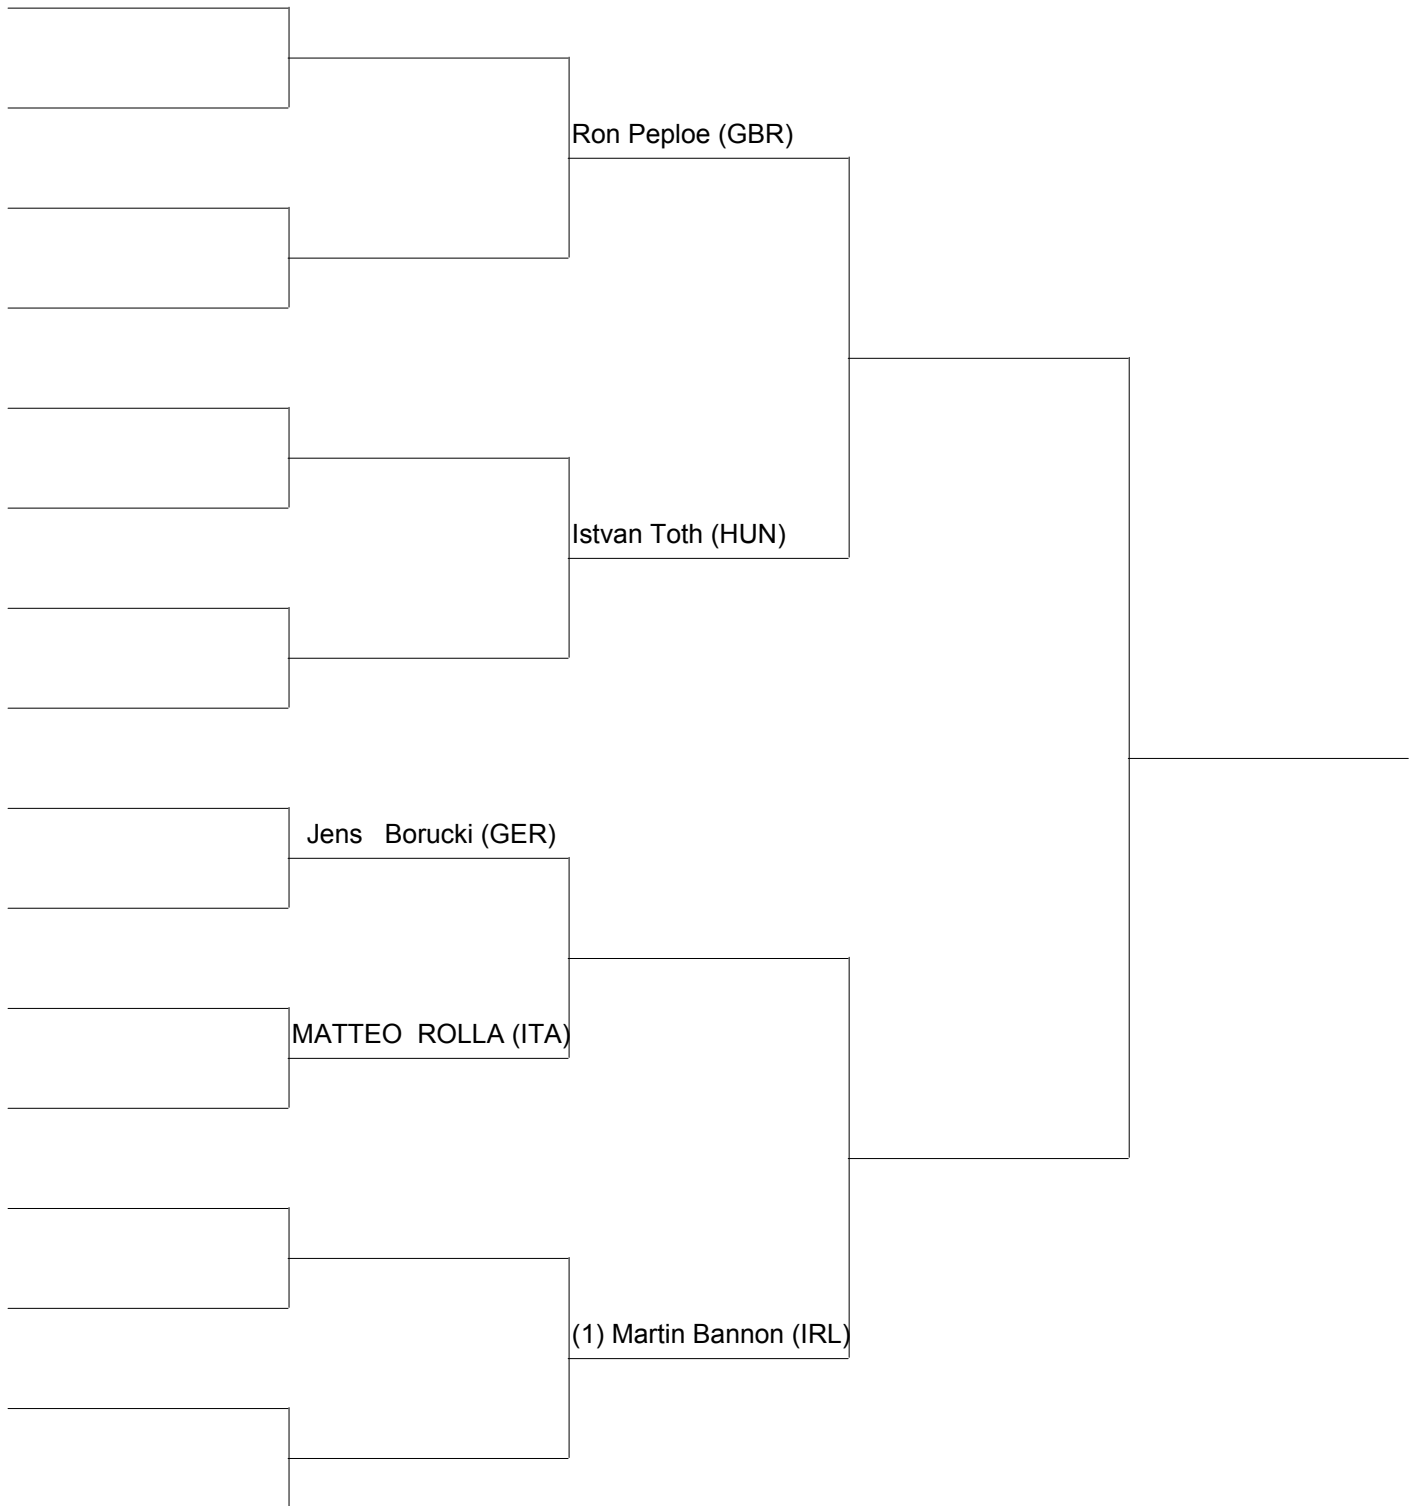 Ron Peploe (GBR)
Istvan Toth (HUN)
Jens Borucki (GER)
MATTEO ROLLA (ITA)
(1) Martin Bannon (IRL)